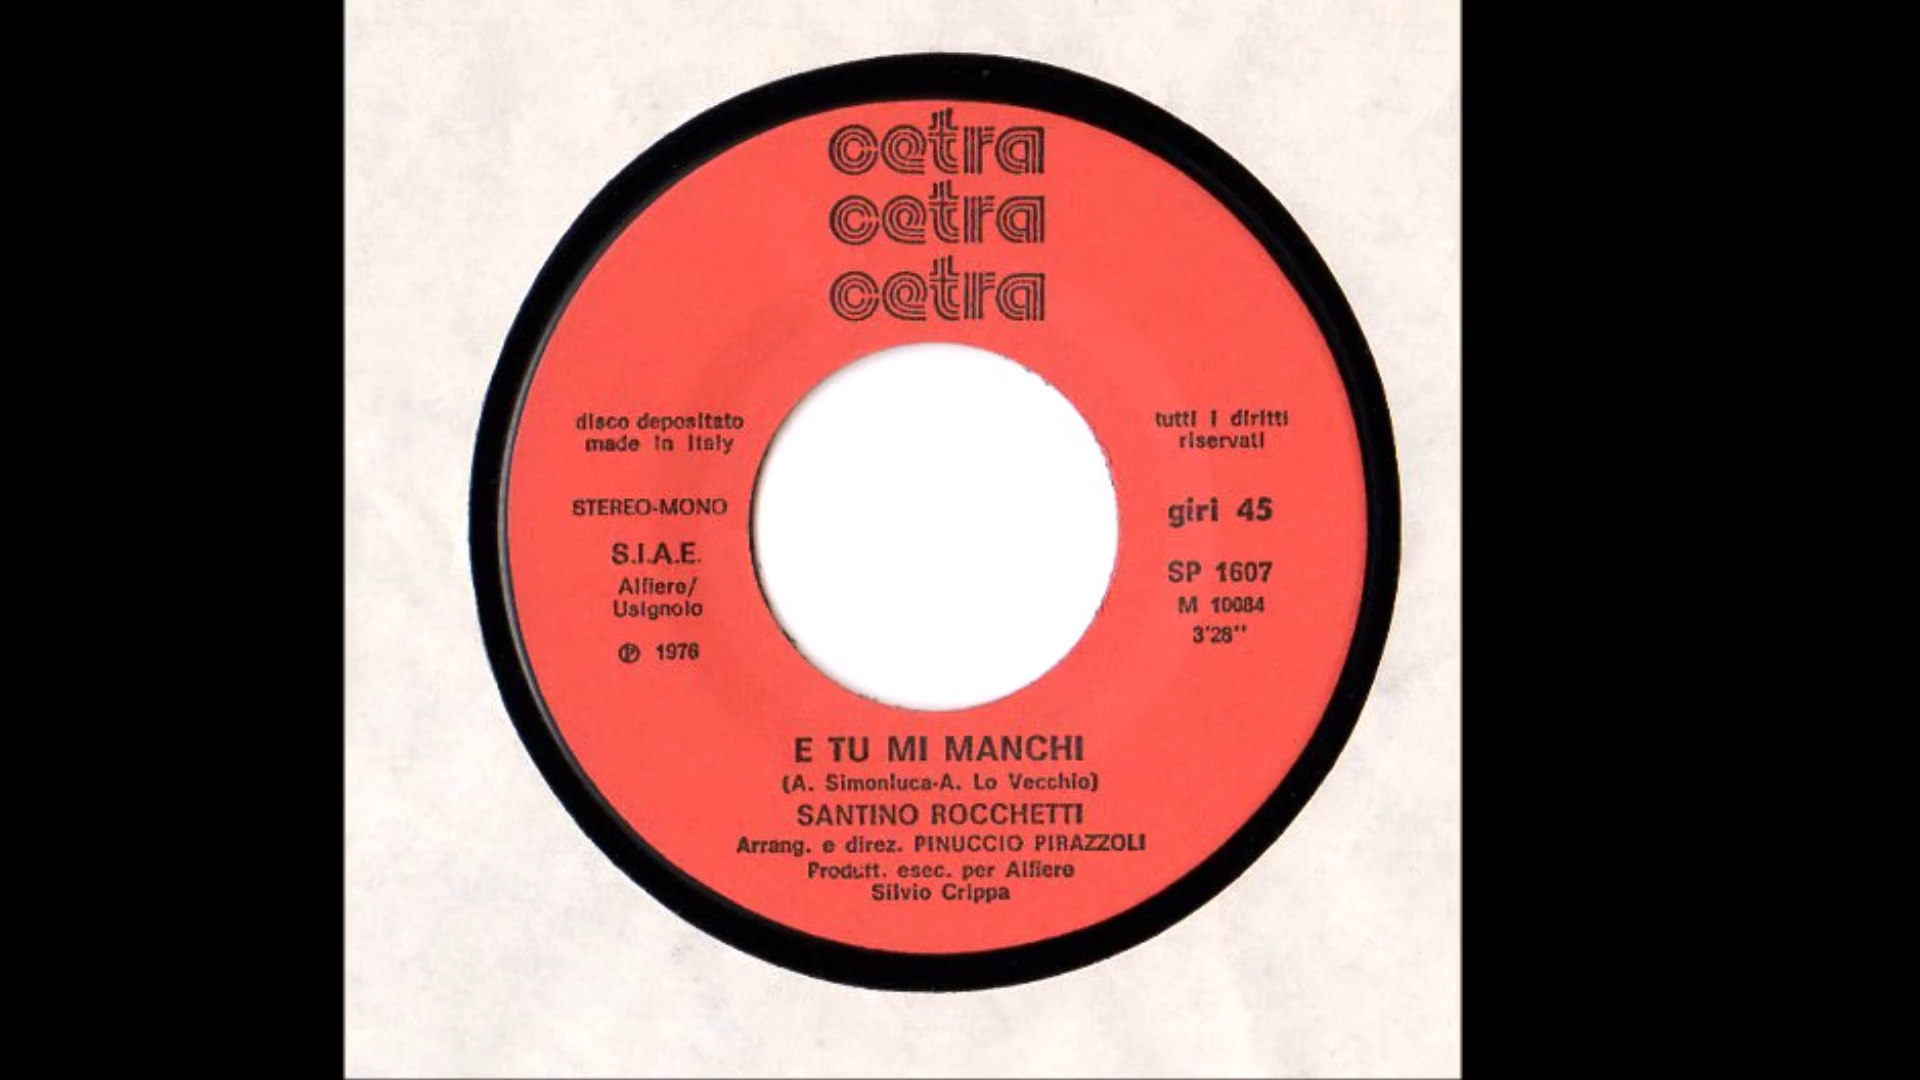 cetra
cetra
cetra
disco depositato
made in Italy
STEREO-MONO
S.I.A.E.
Alfiere/
Usignolo
℗ 1976
tutti i diritti
riservati
giri 45
SP 1607
M 10084
3'28''
E TU MI MANCHI
(A. Simonluca-A. Lo Vecchio)
SANTINO ROCCHETTI
Arrang. e direz. PINUCCIO PIRAZZOLI
Produtt. esec. per Alfiere
Silvio Crippa